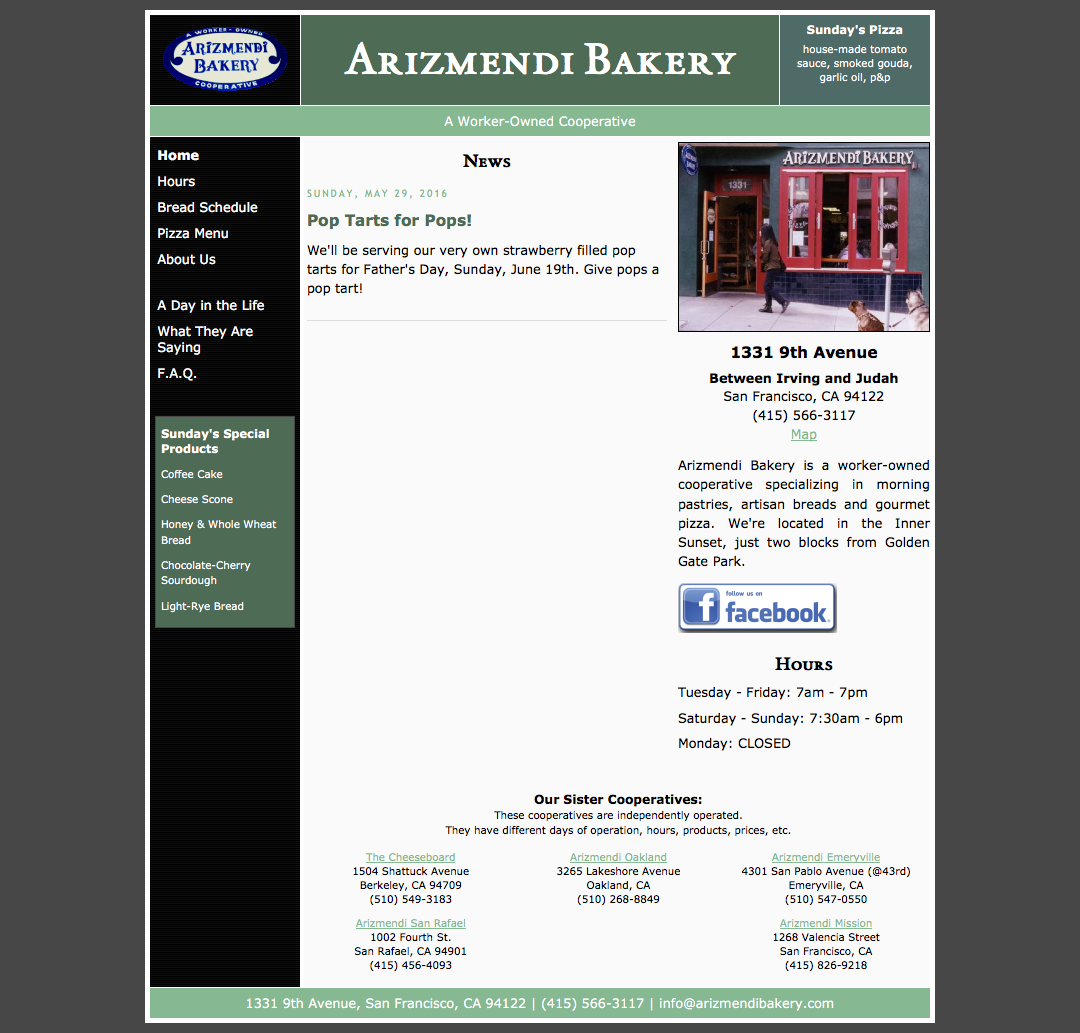 A WORKER-OWNED
ARIZMENDI
BAKERY
COOPERATIVE
ARIZMENDI BAKERY
Sunday's Pizza
house-made tomato
sauce, smoked gouda,
garlic oil, p&p
A Worker-Owned Cooperative
Home
Hours
Bread Schedule
Pizza Menu
About Us
A Day in the Life
What They Are
Saying
F.A.Q.
Sunday's Special
Products
Coffee Cake
Cheese Scone
Honey & Whole Wheat
Bread
Chocolate-Cherry
Sourdough
Light-Rye Bread
NEWS
SUNDAY, MAY 29, 2016
Pop Tarts for Pops!
We'll be serving our very own strawberry filled pop
tarts for Father's Day, Sunday, June 19th. Give pops a
pop tart!
ARIZMENDI BAKERY
1331
1331 9th Avenue
Between Irving and Judah
San Francisco, CA 94122
(415) 566-3117
Map
Arizmendi Bakery is a worker-owned
cooperative specializing in morning
pastries, artisan breads and gourmet
pizza. We're located in the Inner
Sunset, just two blocks from Golden
Gate Park.
follow us on
facebook
HOURS
Tuesday - Friday: 7am - 7pm
Saturday - Sunday: 7:30am - 6pm
Monday: CLOSED
Our Sister Cooperatives:
These cooperatives are independently operated.
They have different days of operation, hours, products, prices, etc.
The Cheeseboard
1504 Shattuck Avenue
Berkeley, CA 94709
(510) 549-3183
Arizmendi Oakland
3265 Lakeshore Avenue
Oakland, CA
(510) 268-8849
Arizmendi Emeryville
4301 San Pablo Avenue (@43rd)
Emeryville, CA
(510) 547-0550
Arizmendi San Rafael
1002 Fourth St.
San Rafael, CA 94901
(415) 456-4093
Arizmendi Mission
1268 Valencia Street
San Francisco, CA
(415) 826-9218
1331 9th Avenue, San Francisco, CA 94122 | (415) 566-3117 | info@arizmendibakery.com